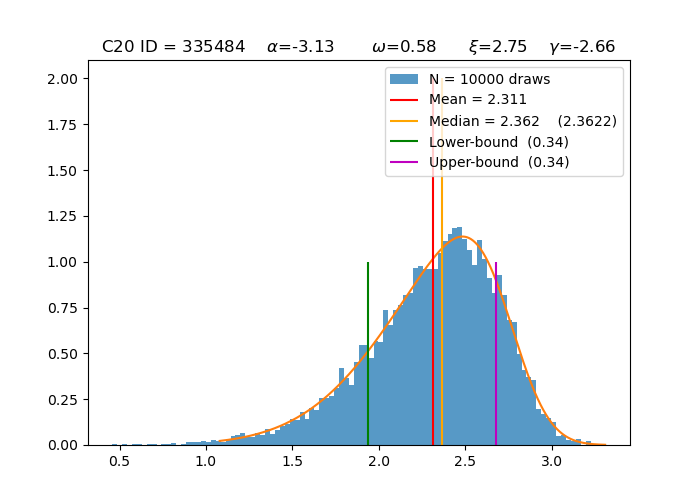 C20 ID = 335484 α=-3.13 ω=0.58 ξ=2.75 γ=-2.66
N = 10000 draws
Mean = 2.311
Median = 2.362 (2.3622)
Lower-bound (0.34)
Upper-bound (0.34)
2.00
1.75
1.50
1.25
1.00
0.75
0.50
0.25
0.00
0.5 1.0 1.5 2.0 2.5 3.0